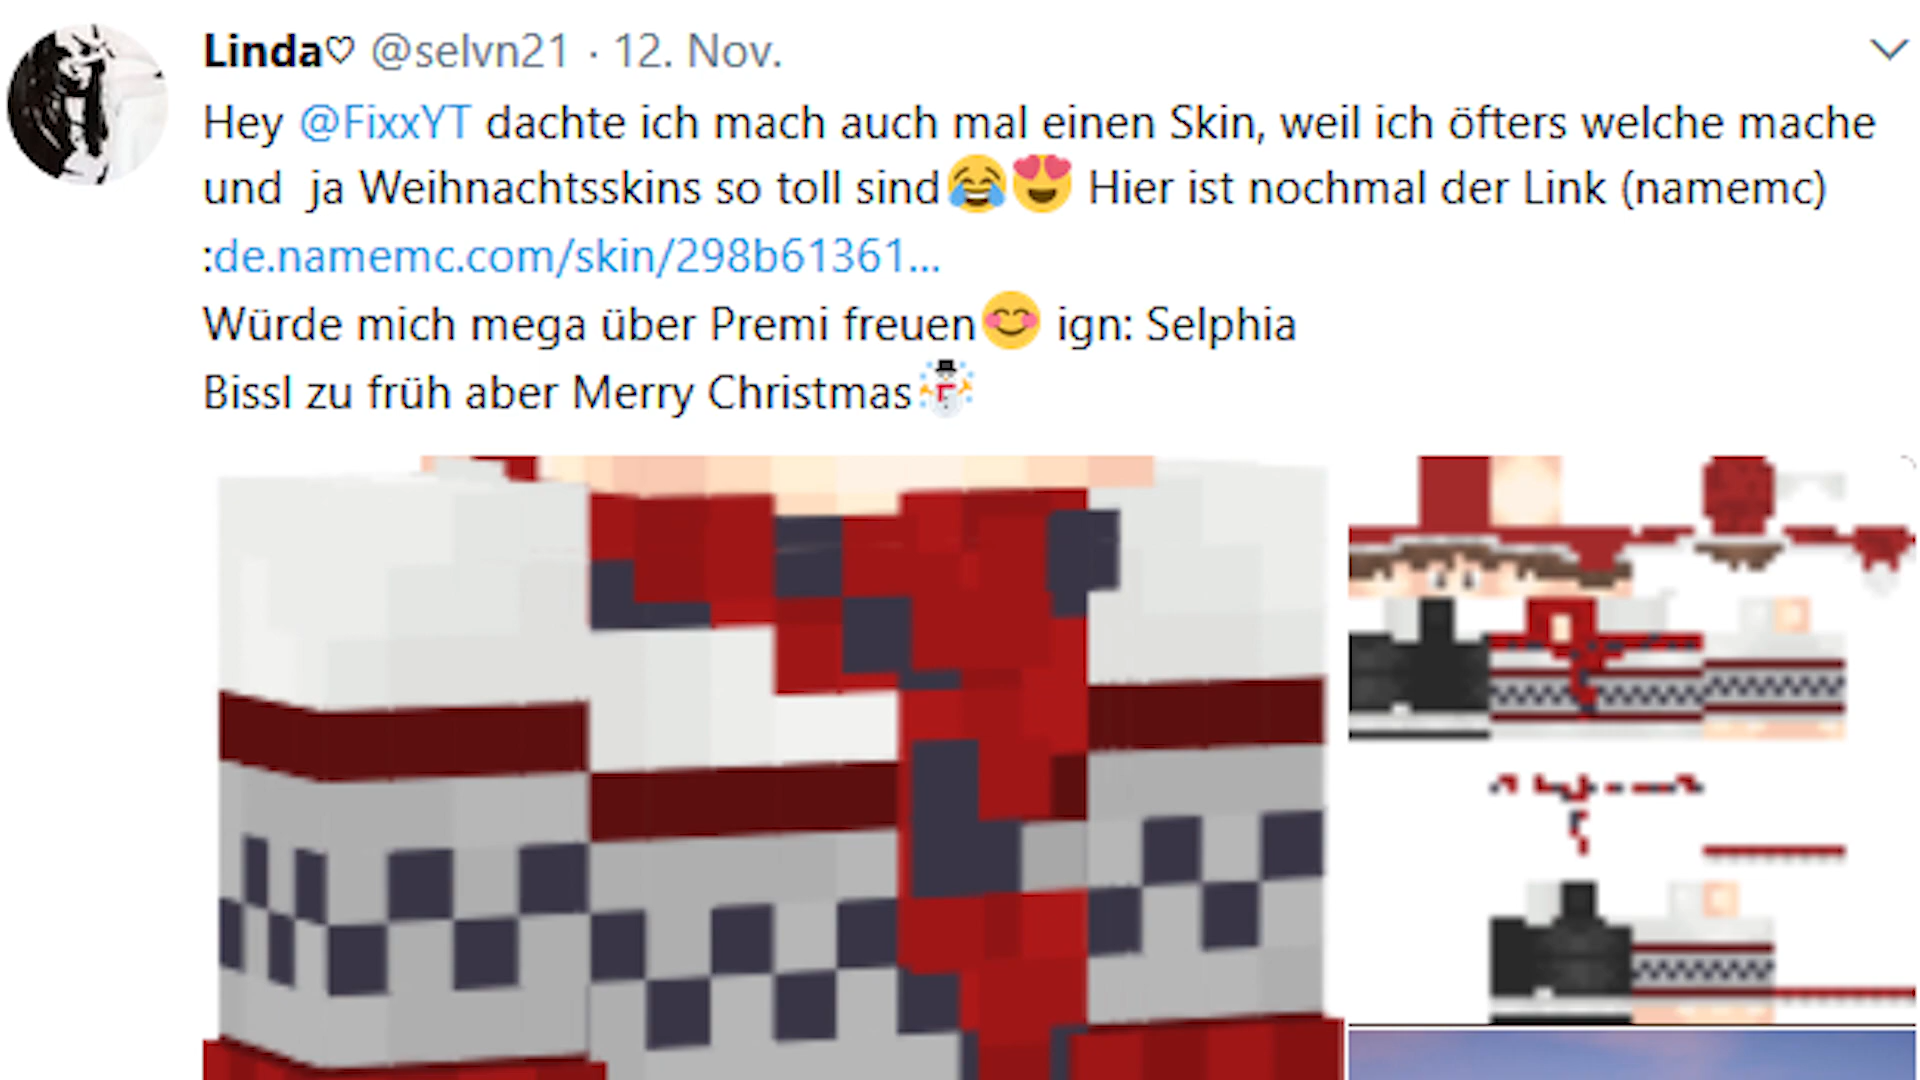 Linda♡ @selvn21 · 12. Nov.
Hey @FixxYT dachte ich mach auch mal einen Skin, weil ich öfters welche mache
und  ja Weihnachtsskins so toll sind😂😍 Hier ist nochmal der Link (namemc)
:de.namemc.com/skin/298b61361...
Würde mich mega über Premi freuen😊 ign: Selphia
Bissl zu früh aber Merry Christmas☃️